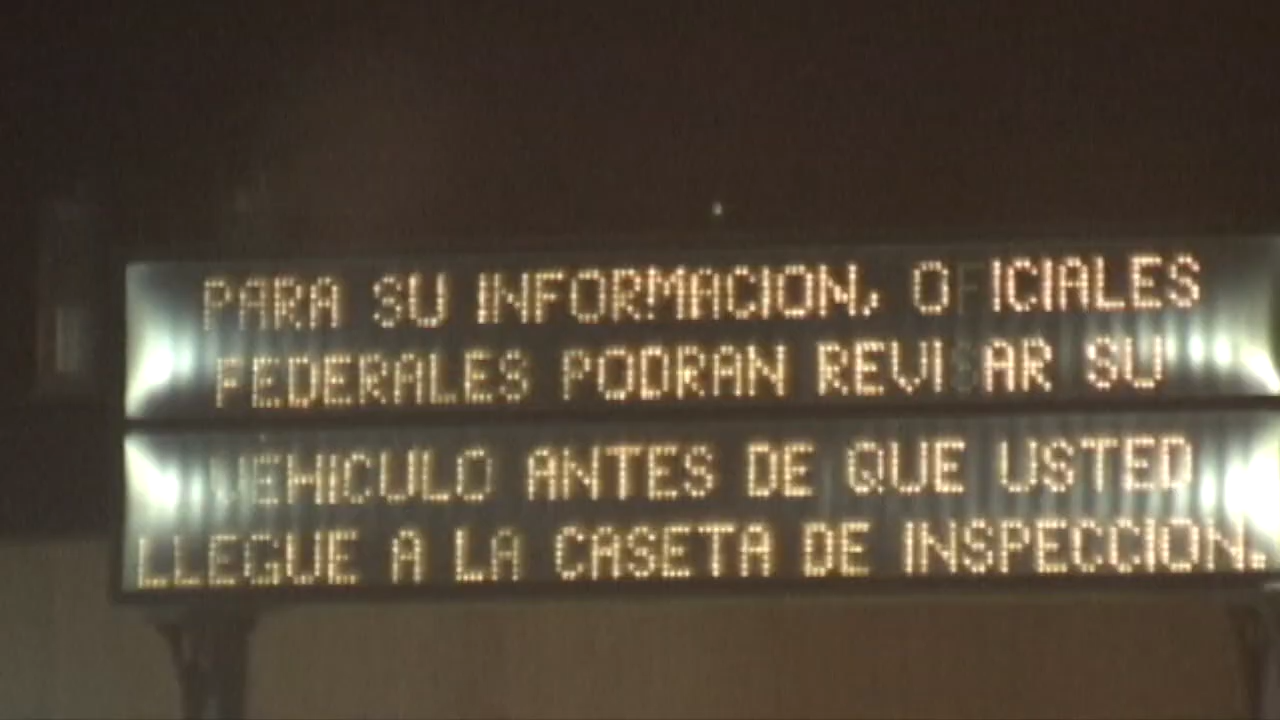 PARA SU INFORMACION, OFICIALES
FEDERALES PODRAN REVISAR SU
VEHICULO ANTES DE QUE USTED
LLEGUE A LA CASETA DE INSPECCION.